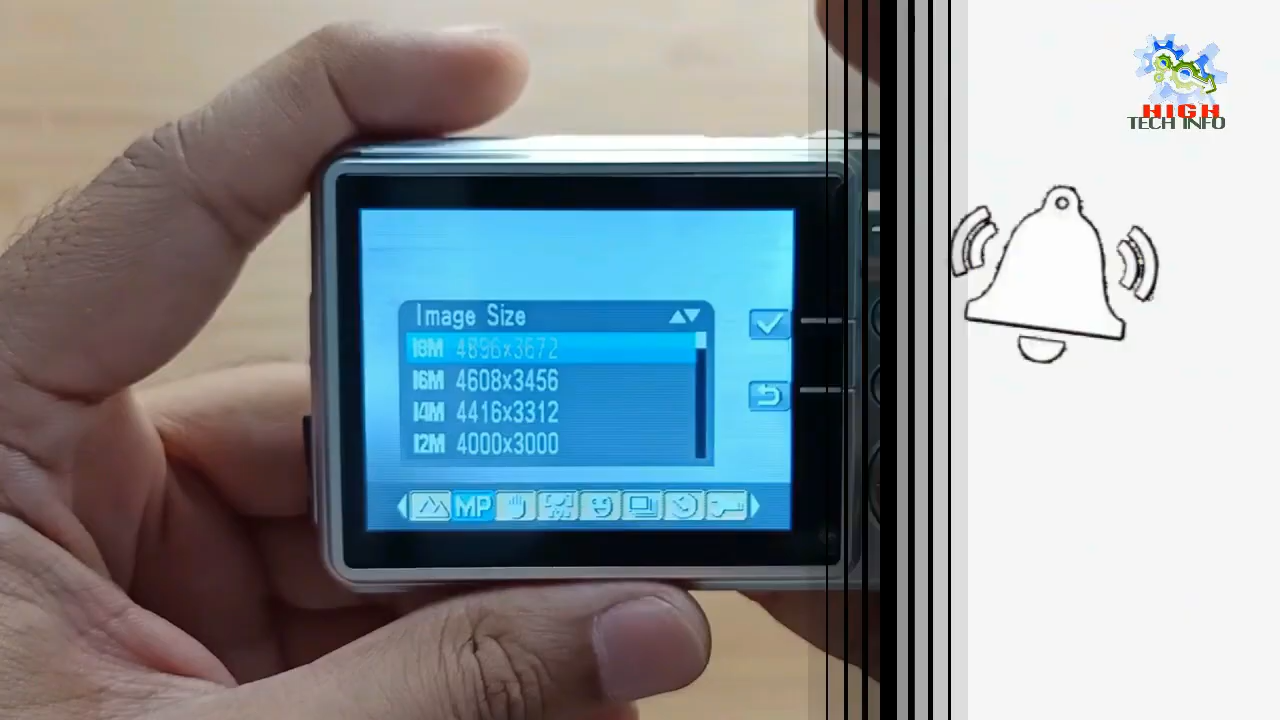 HIGH
TECH INFO
Image Size
18M 4896x3672
16M 4608x3456
14M 4416x3312
12M 4000x3000
MP